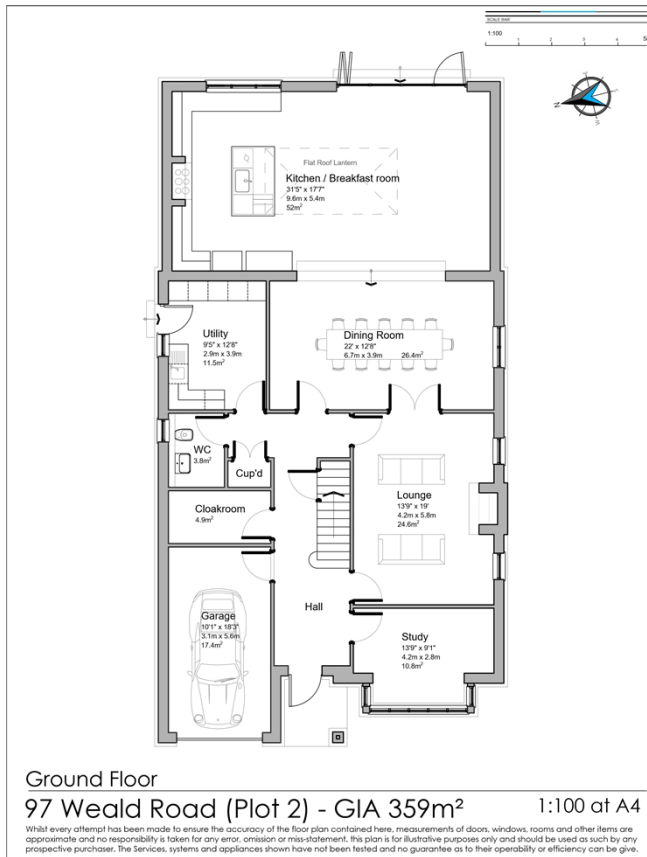 SCALE BAR
1:100
1 2 3 4
N
Flat Roof Lantern
Kitchen / Breakfast room
31'5" x 17'7"
9.6m x 5.4m
52m²
Utility
9'5" x 12'8"
2.9m x 3.9m
11.5m²
Dining Room
22' x 12'8"
6.7m x 3.9m 26.4m²
WC
3.8m²
Cup'd
Lounge
13'9" x 19'
4.2m x 5.8m
24.6m²
Cloakroom
4.9m²
Hall
Garage
10'1" x 18'3"
3.1m x 5.6m
17.4m²
Study
13'9" x 9'1"
4.2m x 2.8m
10.8m²
Ground Floor
97 Weald Road (Plot 2) - GIA 359m² 1:100 at A4
Whilst every attempt has been made to ensure the accuracy of the floor plan contained here, measurements of doors, windows, rooms and other items are
approximate and no responsibility is taken for any error, omission or miss-statement. this plan is for illustrative purposes only and should be used as such by any
prospective purchaser. The Services, systems and appliances shown have not been tested and no guarantee as to their operability or efficiency can be give.